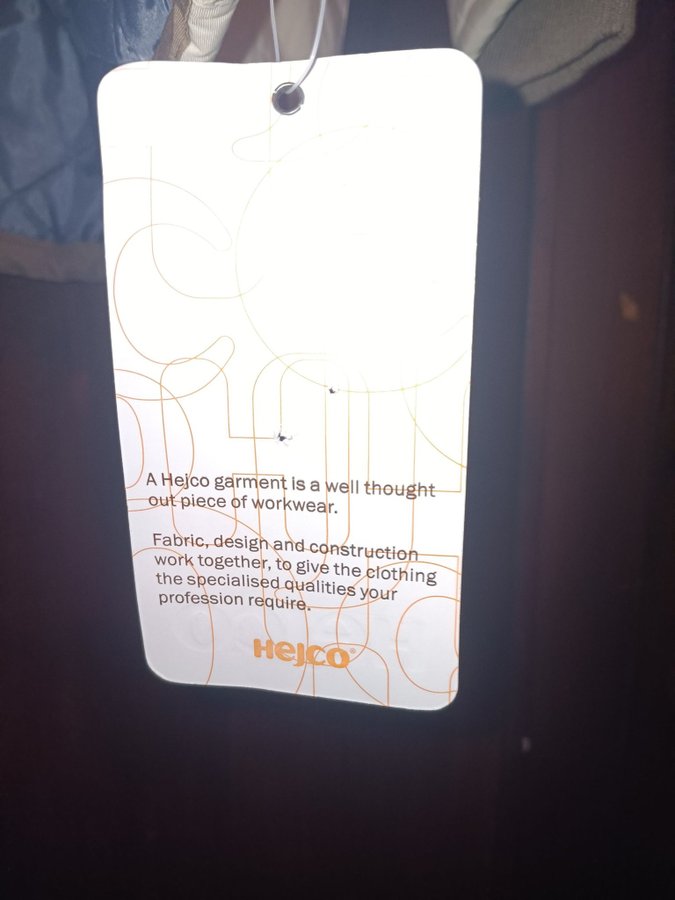 A Hejco garment is a well thought
out piece of workwear.
Fabric, design and construction
work together, to give the clothing
the specialised qualities your
profession require.
Hejco®